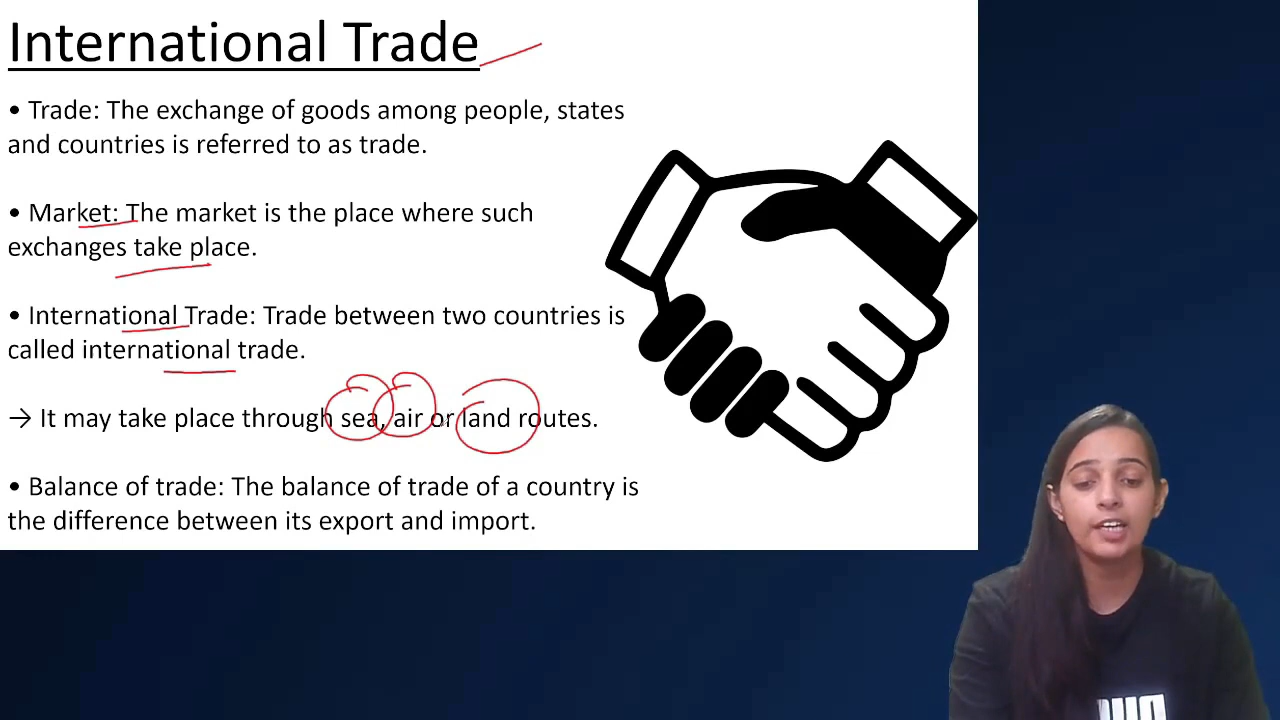 International Trade
• Trade: The exchange of goods among people, states
and countries is referred to as trade.
• Market: The market is the place where such
exchanges take place.
• International Trade: Trade between two countries is
called international trade.
→ It may take place through sea, air or land routes.
• Balance of trade: The balance of trade of a country is
the difference between its export and import.